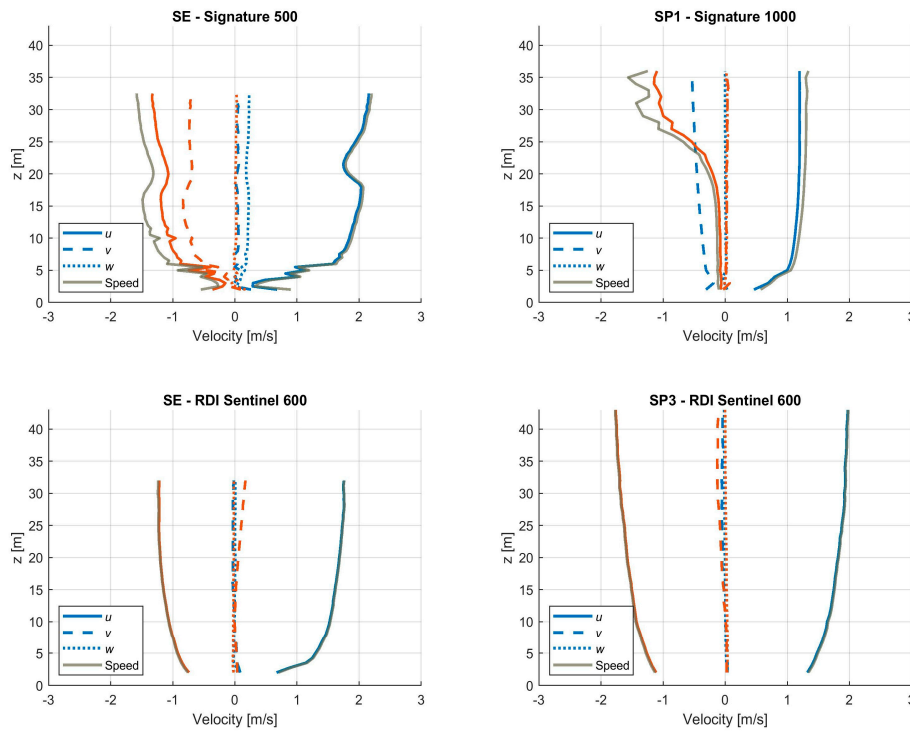 SE - Signature 500
40
35
30
25
20
15
10
5
0
z [m]
u
v
w
Speed
-3 -2 -1 0 1 2 3
Velocity [m/s]
SP1 - Signature 1000
40
35
30
25
20
15
10
5
0
z [m]
u
v
w
Speed
-3 -2 -1 0 1 2 3
Velocity [m/s]
SE - RDI Sentinel 600
40
35
30
25
20
15
10
5
0
z [m]
u
v
w
Speed
-3 -2 -1 0 1 2 3
Velocity [m/s]
SP3 - RDI Sentinel 600
40
35
30
25
20
15
10
5
0
z [m]
u
v
w
Speed
-3 -2 -1 0 1 2 3
Velocity [m/s]